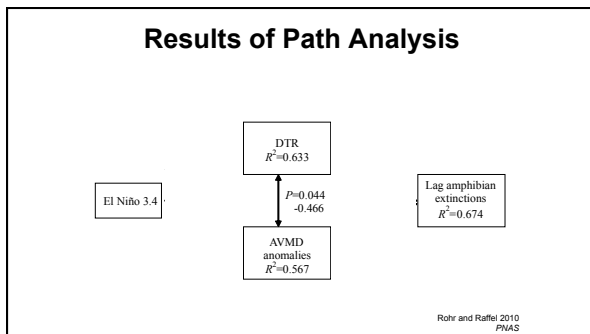 Results of Path Analysis
DTR
R²=0.633
El Niño 3.4
P=0.044
-0.466
Lag amphibian
extinctions
R²=0.674
AVMD
anomalies
R²=0.567
Rohr and Raffel 2010
PNAS